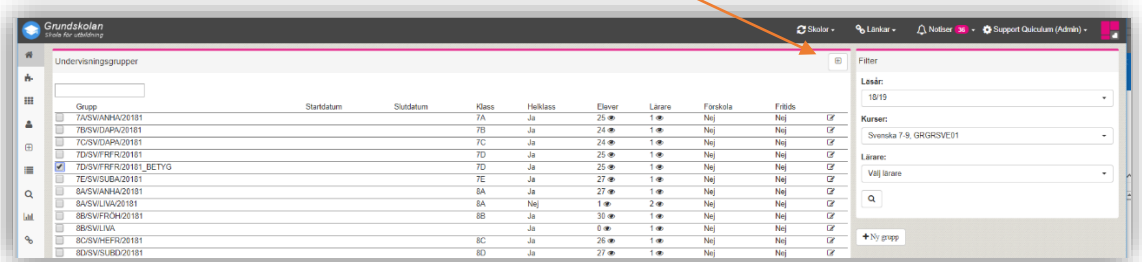 Grundskolan
Skola för utbildning
Skolor
Länkar
Notiser 36
Support Quiculum (Admin)
Undervisningsgrupper
Grupp Startdatum Slutdatum Klass Helklass Elever Lärare Förskola Fritids
7A/SV/ANHA/20181 7A Ja 25 1 Nej Nej
7B/SV/DAPA/20181 7B Ja 24 1 Nej Nej
7C/SV/DAPA/20181 7C Ja 24 1 Nej Nej
7D/SV/FRFR/20181 7D Ja 25 1 Nej Nej
7D/SV/FRFR/20181_BETYG 7D Ja 25 1 Nej Nej
7E/SV/SUBA/20181 7E Ja 27 1 Nej Nej
8A/SV/ANHA/20181 8A Ja 27 1 Nej Nej
8A/SV/LIVA/20181 8A Nej 1 2 Nej Nej
8B/SV/FRÖH/20181 8B Ja 30 1 Nej Nej
8B/SV/LIVA Ja 0 1 Nej Nej
8C/SV/HEFR/20181 8C Ja 26 1 Nej Nej
8D/SV/SUBD/20181 8D Ja 27 1 Nej Nej
Filter
Läsår:
18/19
Kurser:
Svenska 7-9, GRGRSVE01
Lärare:
Välj lärare
+Ny grupp